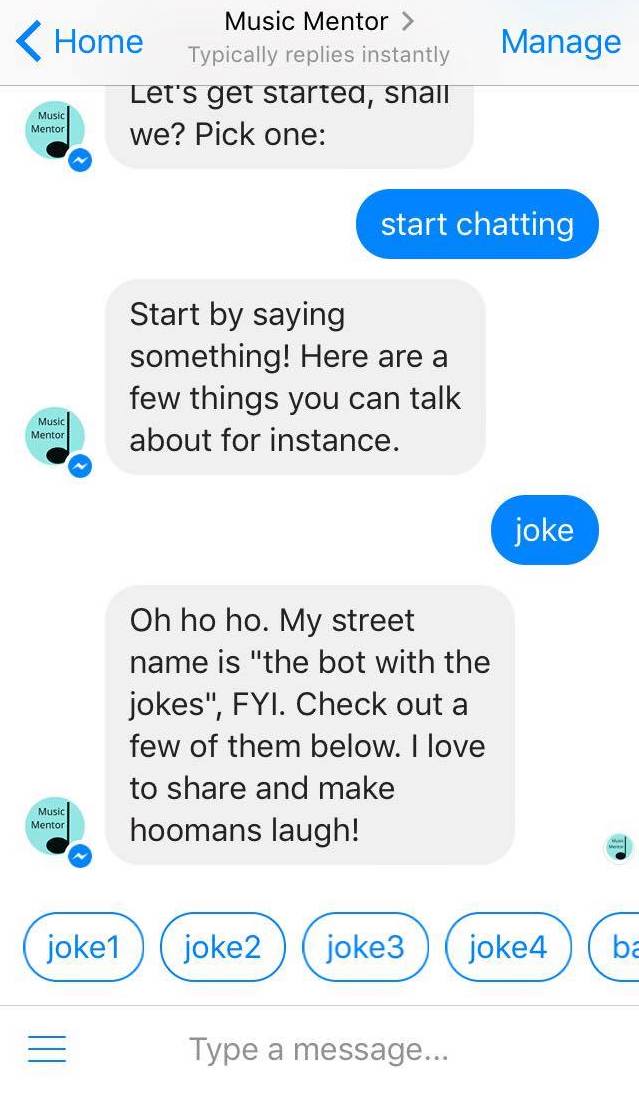 Home
Music Mentor
Typically replies instantly
Manage
Let's get started, shall
we? Pick one:
Music
Mentor
start chatting
Start by saying
something! Here are a
few things you can talk
about for instance.
Music
Mentor
joke
Oh ho ho. My street
name is "the bot with the
jokes", FYI. Check out a
few of them below. I love
to share and make
hoomans laugh!
Music
Mentor
Music
Mentor
joke1
joke2
joke3
joke4
ba
Type a message...